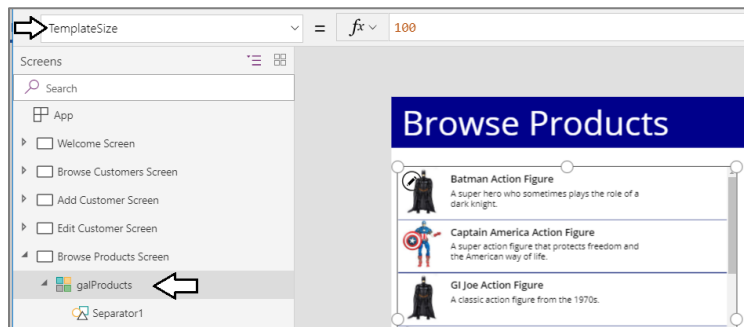 TemplateSize = fx 100
Screens
Search
App
Welcome Screen
Browse Customers Screen
Add Customer Screen
Edit Customer Screen
Browse Products Screen
galProducts
Separator1
Browse Products
Batman Action Figure
A super hero who sometimes plays the role of a
dark knight.
Captain America Action Figure
A super action figure that protects freedom and
the American way of life.
GI Joe Action Figure
A classic action figure from the 1970s.